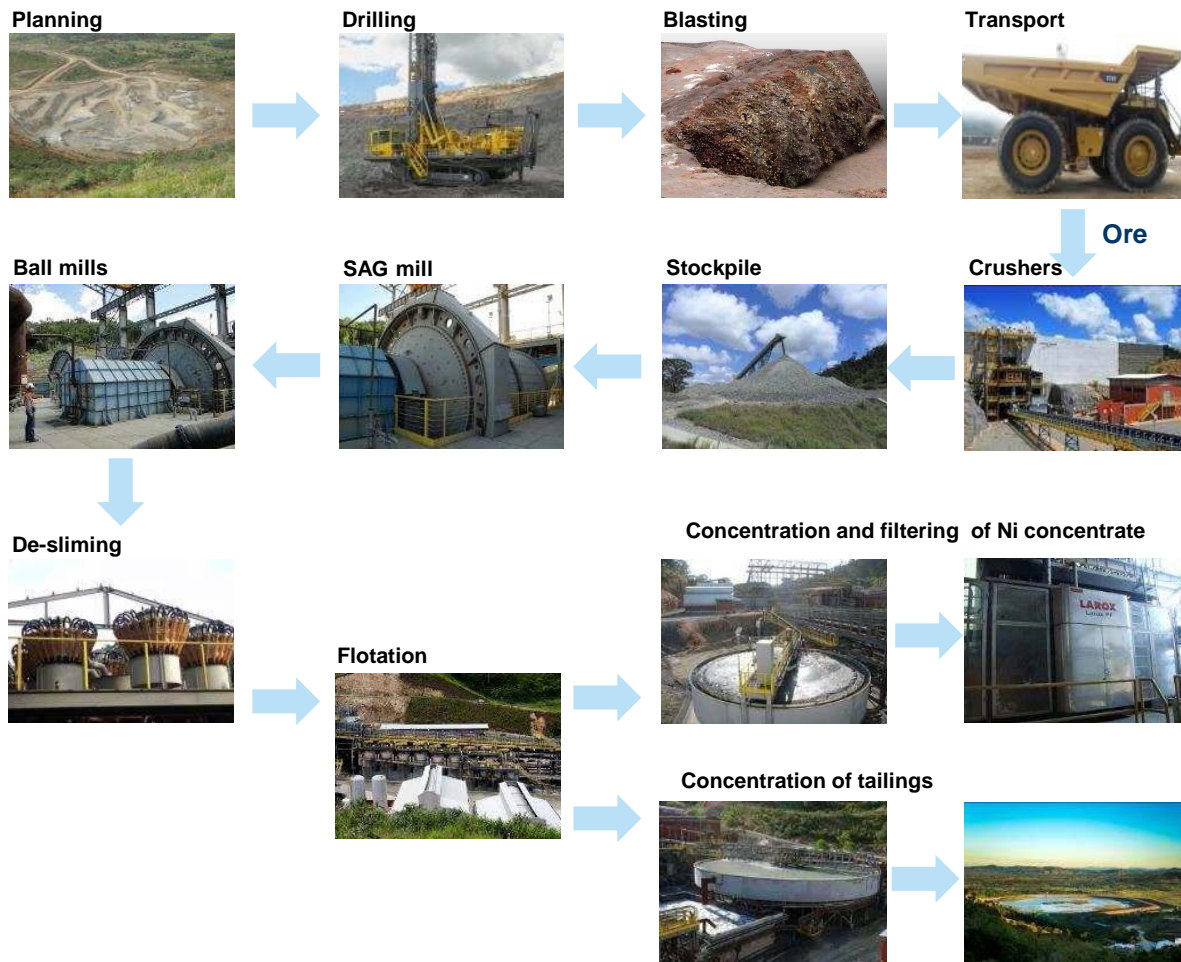 Planning
Drilling
Blasting
Transport
Ore
Ball mills
SAG mill
Stockpile
Crushers
De-sliming
Concentration and filtering of Ni concentrate
LAROX
Flotation
Concentration of tailings